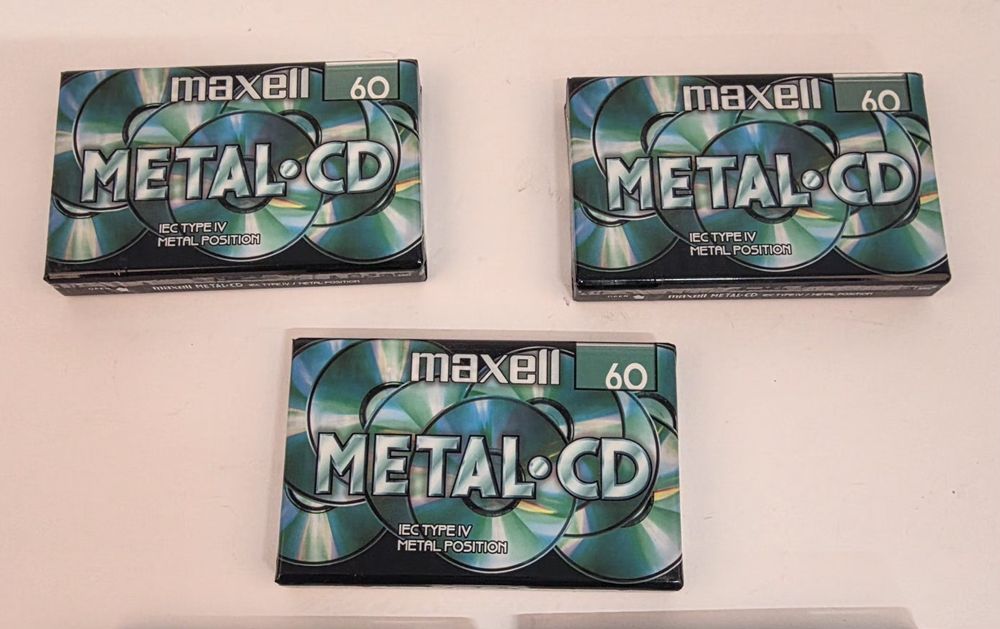 maxell 60
METAL•CD
IEC TYPE IV
METAL POSITION
OPEN maxell METAL•CD IEC TYPE IV / METAL POSITION
maxell 60
METAL•CD
IEC TYPE IV
METAL POSITION
OPEN maxell METAL•CD IEC TYPE IV / METAL POSITION
maxell 60
METAL•CD
IEC TYPE IV
METAL POSITION